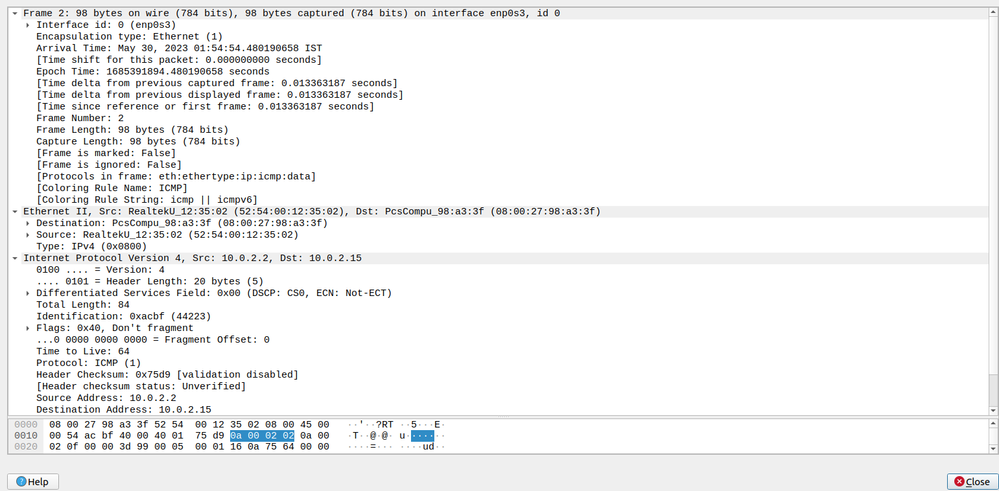 Frame 2: 98 bytes on wire (784 bits), 98 bytes captured (784 bits) on interface enp0s3, id 0
Interface id: 0 (enp0s3)
Encapsulation type: Ethernet (1)
Arrival Time: May 30, 2023 01:54:54.480190658 IST
[Time shift for this packet: 0.000000000 seconds]
Epoch Time: 1685391894.480190658 seconds
[Time delta from previous captured frame: 0.013363187 seconds]
[Time delta from previous displayed frame: 0.013363187 seconds]
[Time since reference or first frame: 0.013363187 seconds]
Frame Number: 2
Frame Length: 98 bytes (784 bits)
Capture Length: 98 bytes (784 bits)
[Frame is marked: False]
[Frame is ignored: False]
[Protocols in frame: eth:ethertype:ip:icmp:data]
[Coloring Rule Name: ICMP]
[Coloring Rule String: icmp || icmpv6]
Ethernet II, Src: RealtekU_12:35:02 (52:54:00:12:35:02), Dst: PcsCompu_98:a3:3f (08:00:27:98:a3:3f)
Destination: PcsCompu_98:a3:3f (08:00:27:98:a3:3f)
Source: RealtekU_12:35:02 (52:54:00:12:35:02)
Type: IPv4 (0x0800)
Internet Protocol Version 4, Src: 10.0.2.2, Dst: 10.0.2.15
0100 .... = Version: 4
.... 0101 = Header Length: 20 bytes (5)
Differentiated Services Field: 0x00 (DSCP: CS0, ECN: Not-ECT)
Total Length: 84
Identification: 0xacbf (44223)
Flags: 0x40, Don't fragment
...0 0000 0000 0000 = Fragment Offset: 0
Time to Live: 64
Protocol: ICMP (1)
Header Checksum: 0x75d9 [validation disabled]
[Header checksum status: Unverified]
Source Address: 10.0.2.2
Destination Address: 10.0.2.15
0000 08 00 27 98 a3 3f 52 54 00 12 35 02 08 00 45 00 ··'··?RT ··5···E·
0010 00 54 ac bf 40 00 40 01 75 d9 0a 00 02 02 0a 00 ·T··@·@· u·······
0020 02 0f 00 00 3d 99 00 05 00 01 16 0a 75 64 00 00 ····=··· ····ud··
Help
Close